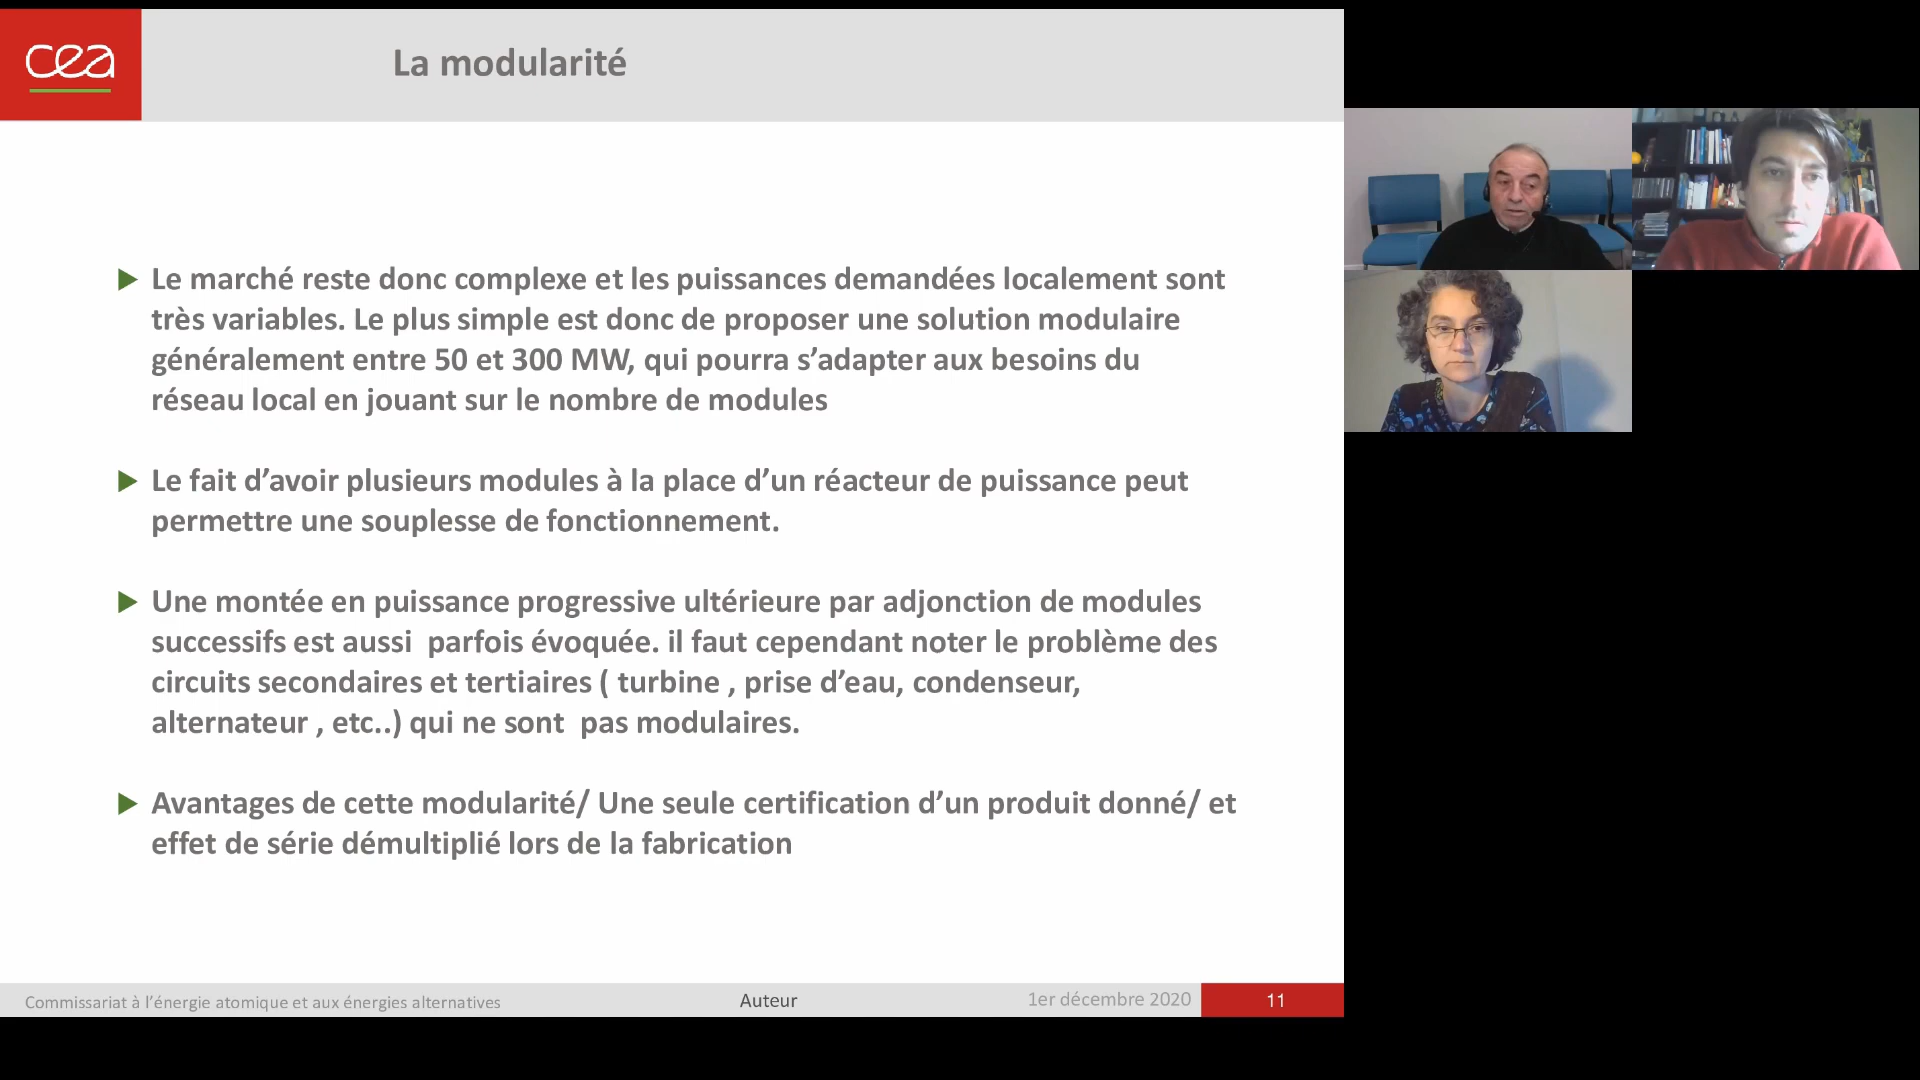 cea
La modularité
Le marché reste donc complexe et les puissances demandées localement sont
très variables. Le plus simple est donc de proposer une solution modulaire
généralement entre 50 et 300 MW, qui pourra s’adapter aux besoins du
réseau local en jouant sur le nombre de modules
Le fait d’avoir plusieurs modules à la place d’un réacteur de puissance peut
permettre une souplesse de fonctionnement.
Une montée en puissance progressive ultérieure par adjonction de modules
successifs est aussi  parfois évoquée. il faut cependant noter le problème des
circuits secondaires et tertiaires ( turbine , prise d’eau, condenseur,
alternateur , etc..) qui ne sont  pas modulaires.
Avantages de cette modularité/ Une seule certification d’un produit donné/ et
effet de série démultiplié lors de la fabrication
Commissariat à l’énergie atomique et aux énergies alternatives
Auteur
1er décembre 2020
11